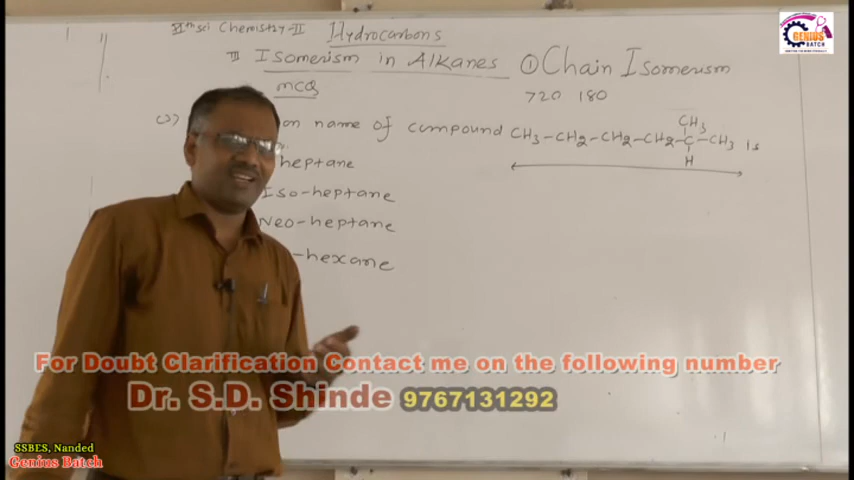 XIth sci Chemistry-II Hydrocarbons
III Isomerism in Alkanes ① Chain Isomerism
MCQ
720 180
on name of compound CH3-CH2-CH2-CH2-C-CH3 is
CH3
H
heptane
Iso-heptane
Neo-heptane
-hexane
GENIUS
BATCH
For Doubt Clarification Contact me on the following number
Dr. S.D. Shinde 9767131292
SSBES, Nanded
Genius Batch